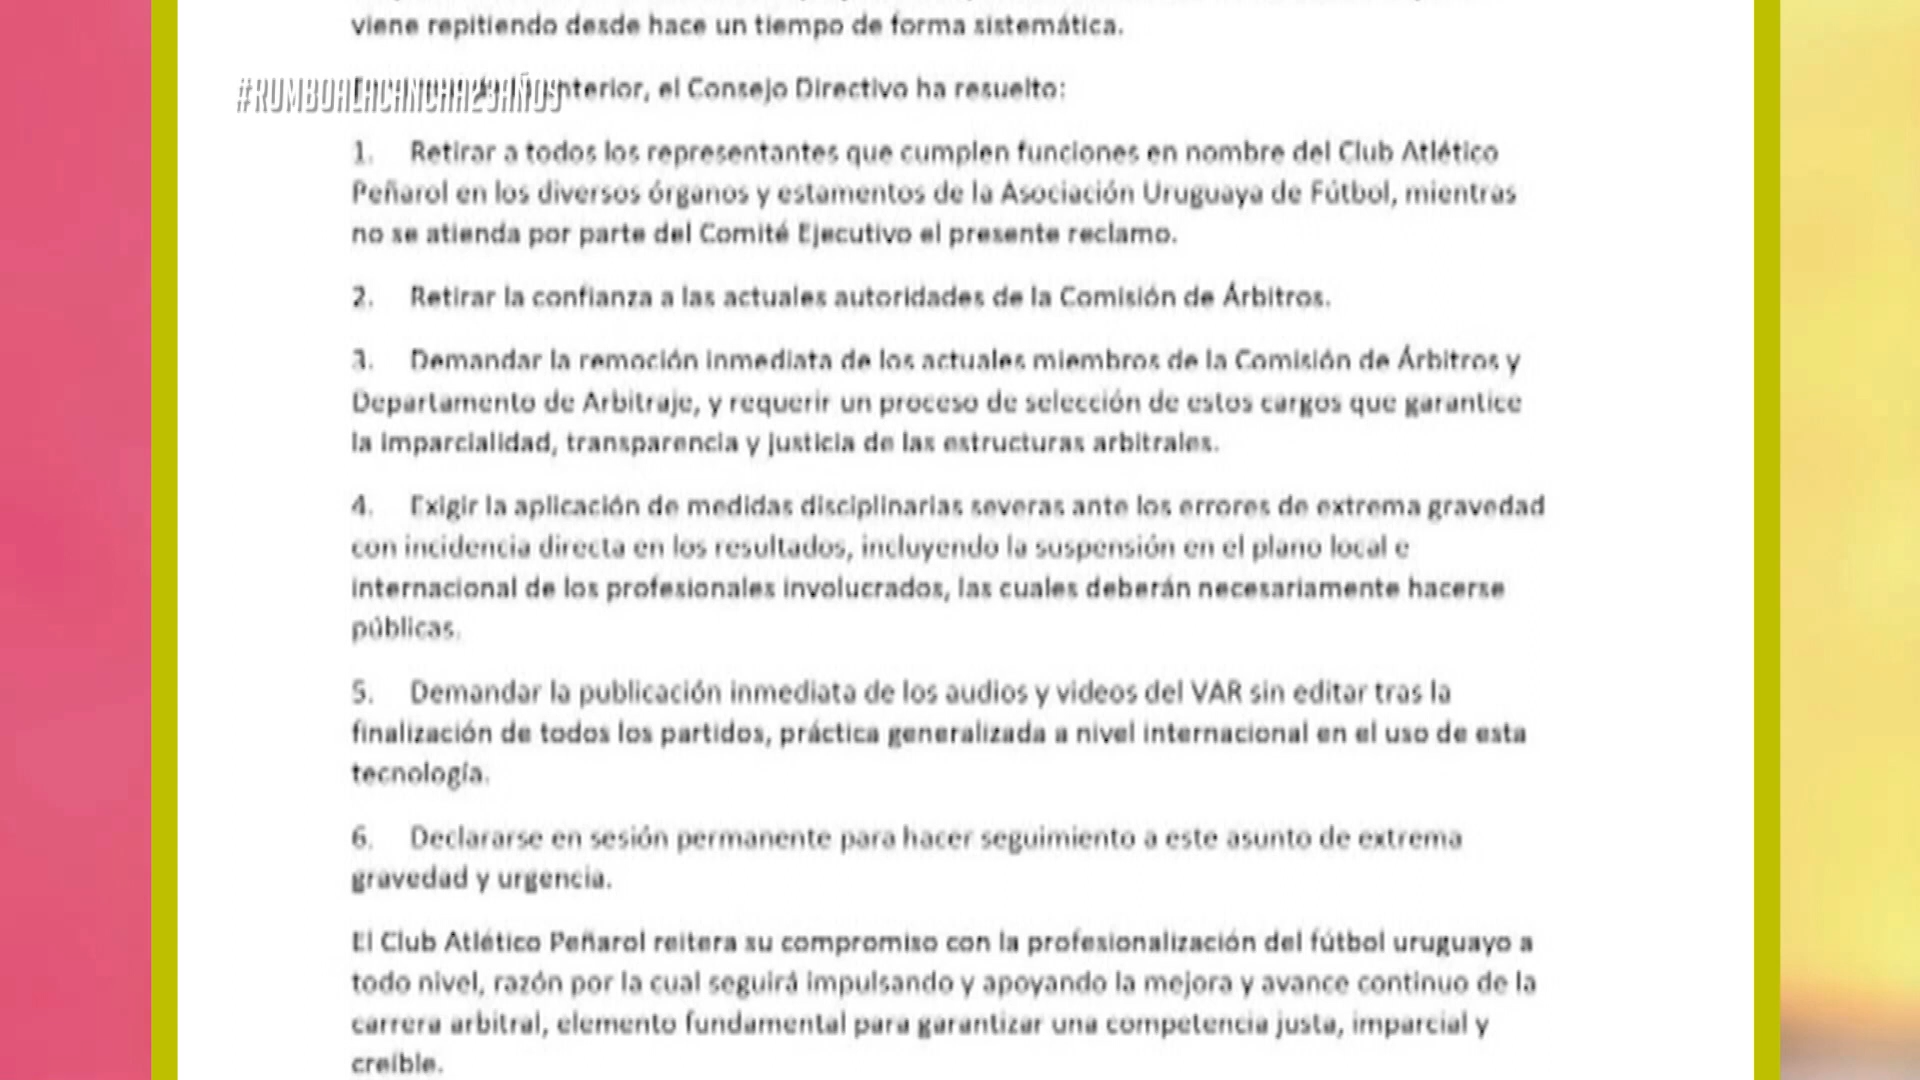 viene repitiendo desde hace un tiempo de forma sistemática.
#RUMBOALACANCHA23AÑOS
anterior, el Consejo Directivo ha resuelto:
1. Retirar a todos los representantes que cumplen funciones en nombre del Club Atlético
Peñarol en los diversos órganos y estamentos de la Asociación Uruguaya de Fútbol, mientras
no se atienda por parte del Comité Ejecutivo el presente reclamo.
2. Retirar la confianza a las actuales autoridades de la Comisión de Árbitros.
3. Demandar la remoción inmediata de los actuales miembros de la Comisión de Árbitros y
Departamento de Arbitraje, y requerir un proceso de selección de estos cargos que garantice
la imparcialidad, transparencia y justicia de las estructuras arbitrales.
4. Exigir la aplicación de medidas disciplinarias severas ante los errores de extrema gravedad
con incidencia directa en los resultados, incluyendo la suspensión en el plano local e
internacional de los profesionales involucrados, las cuales deberán necesariamente hacerse
públicas.
5. Demandar la publicación inmediata de los audios y videos del VAR sin editar tras la
finalización de todos los partidos, práctica generalizada a nivel internacional en el uso de esta
tecnología.
6. Declararse en sesión permanente para hacer seguimiento a este asunto de extrema
gravedad y urgencia.
El Club Atlético Peñarol reitera su compromiso con la profesionalización del fútbol uruguayo a
todo nivel, razón por la cual seguirá impulsando y apoyando la mejora y avance continuo de la
carrera arbitral, elemento fundamental para garantizar una competencia justa, imparcial y
creíble.